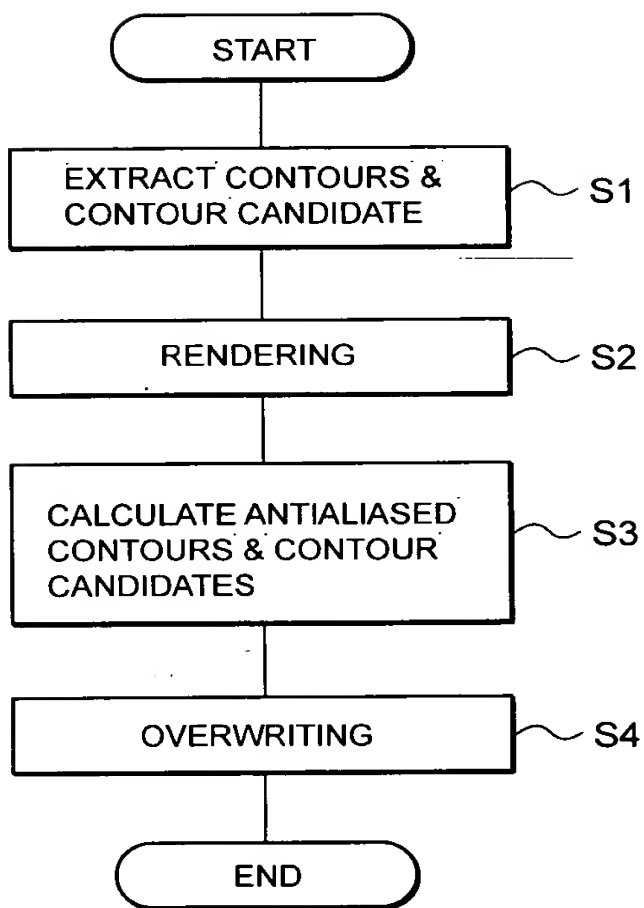 START
EXTRACT CONTOURS &
CONTOUR CANDIDATE
S1
RENDERING
S2
CALCULATE ANTIALIASED
CONTOURS & CONTOUR
CANDIDATES
S3
OVERWRITING
S4
END